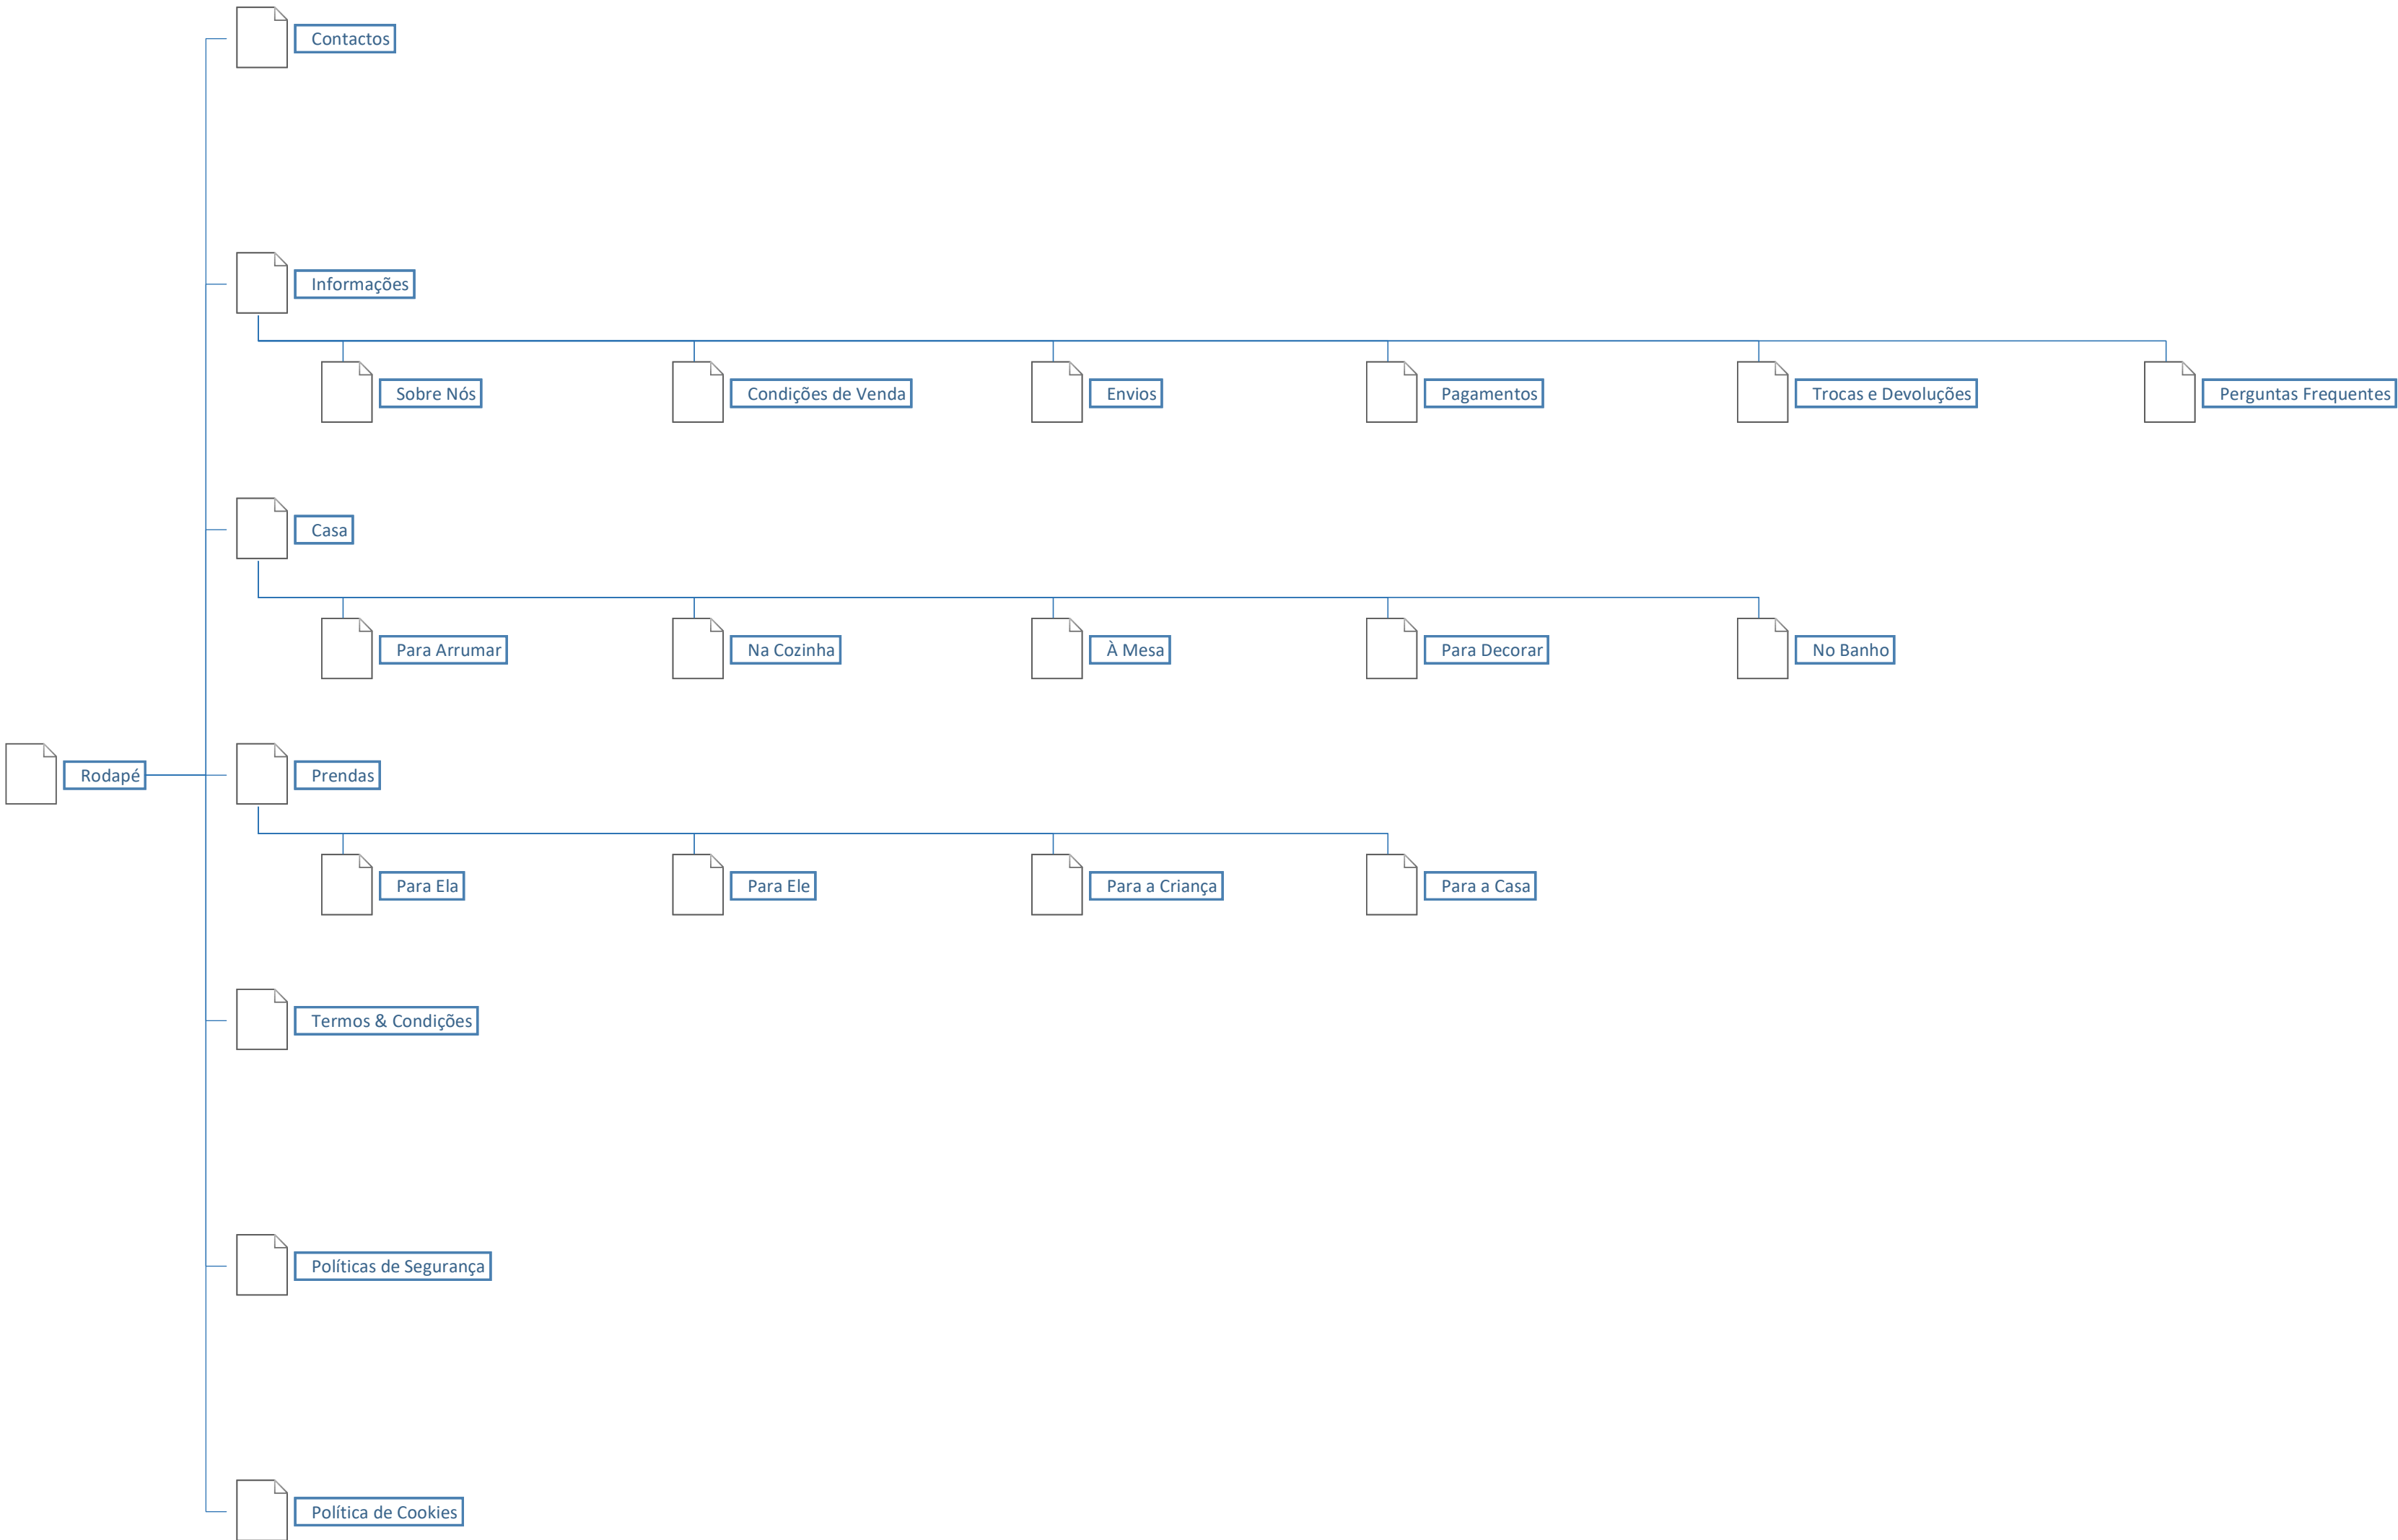 Contactos
Informações
Sobre Nós
Condições de Venda
Envios
Pagamentos
Trocas e Devoluções
Perguntas Frequentes
Casa
Para Arrumar
Na Cozinha
À Mesa
Para Decorar
No Banho
Rodapé
Prendas
Para Ela
Para Ele
Para a Criança
Para a Casa
Termos & Condições
Políticas de Segurança
Política de Cookies